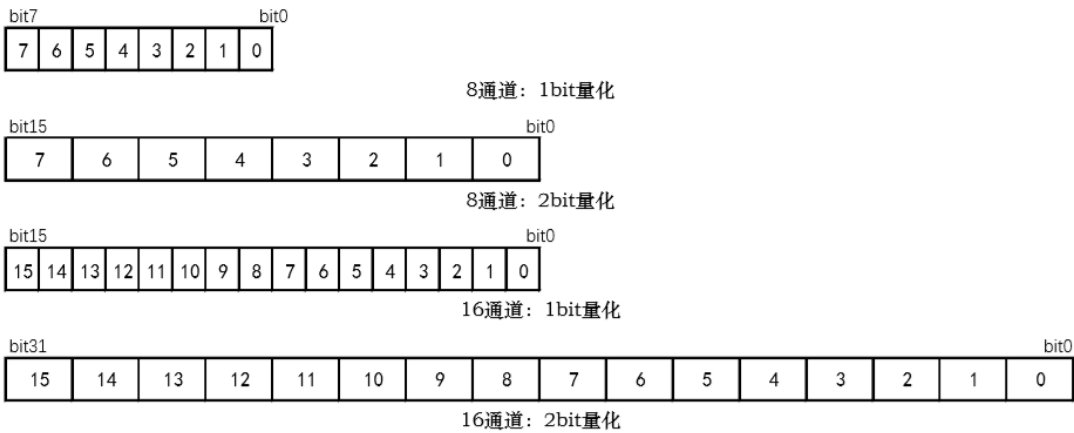 bit7 bit0
7 6 5 4 3 2 1 0
8通道：1bit量化
bit15 bit0
7 6 5 4 3 2 1 0
8通道：2bit量化
bit15 bit0
15 14 13 12 11 10 9 8 7 6 5 4 3 2 1 0
16通道：1bit量化
bit31 bit0
15 14 13 12 11 10 9 8 7 6 5 4 3 2 1 0
16通道：2bit量化